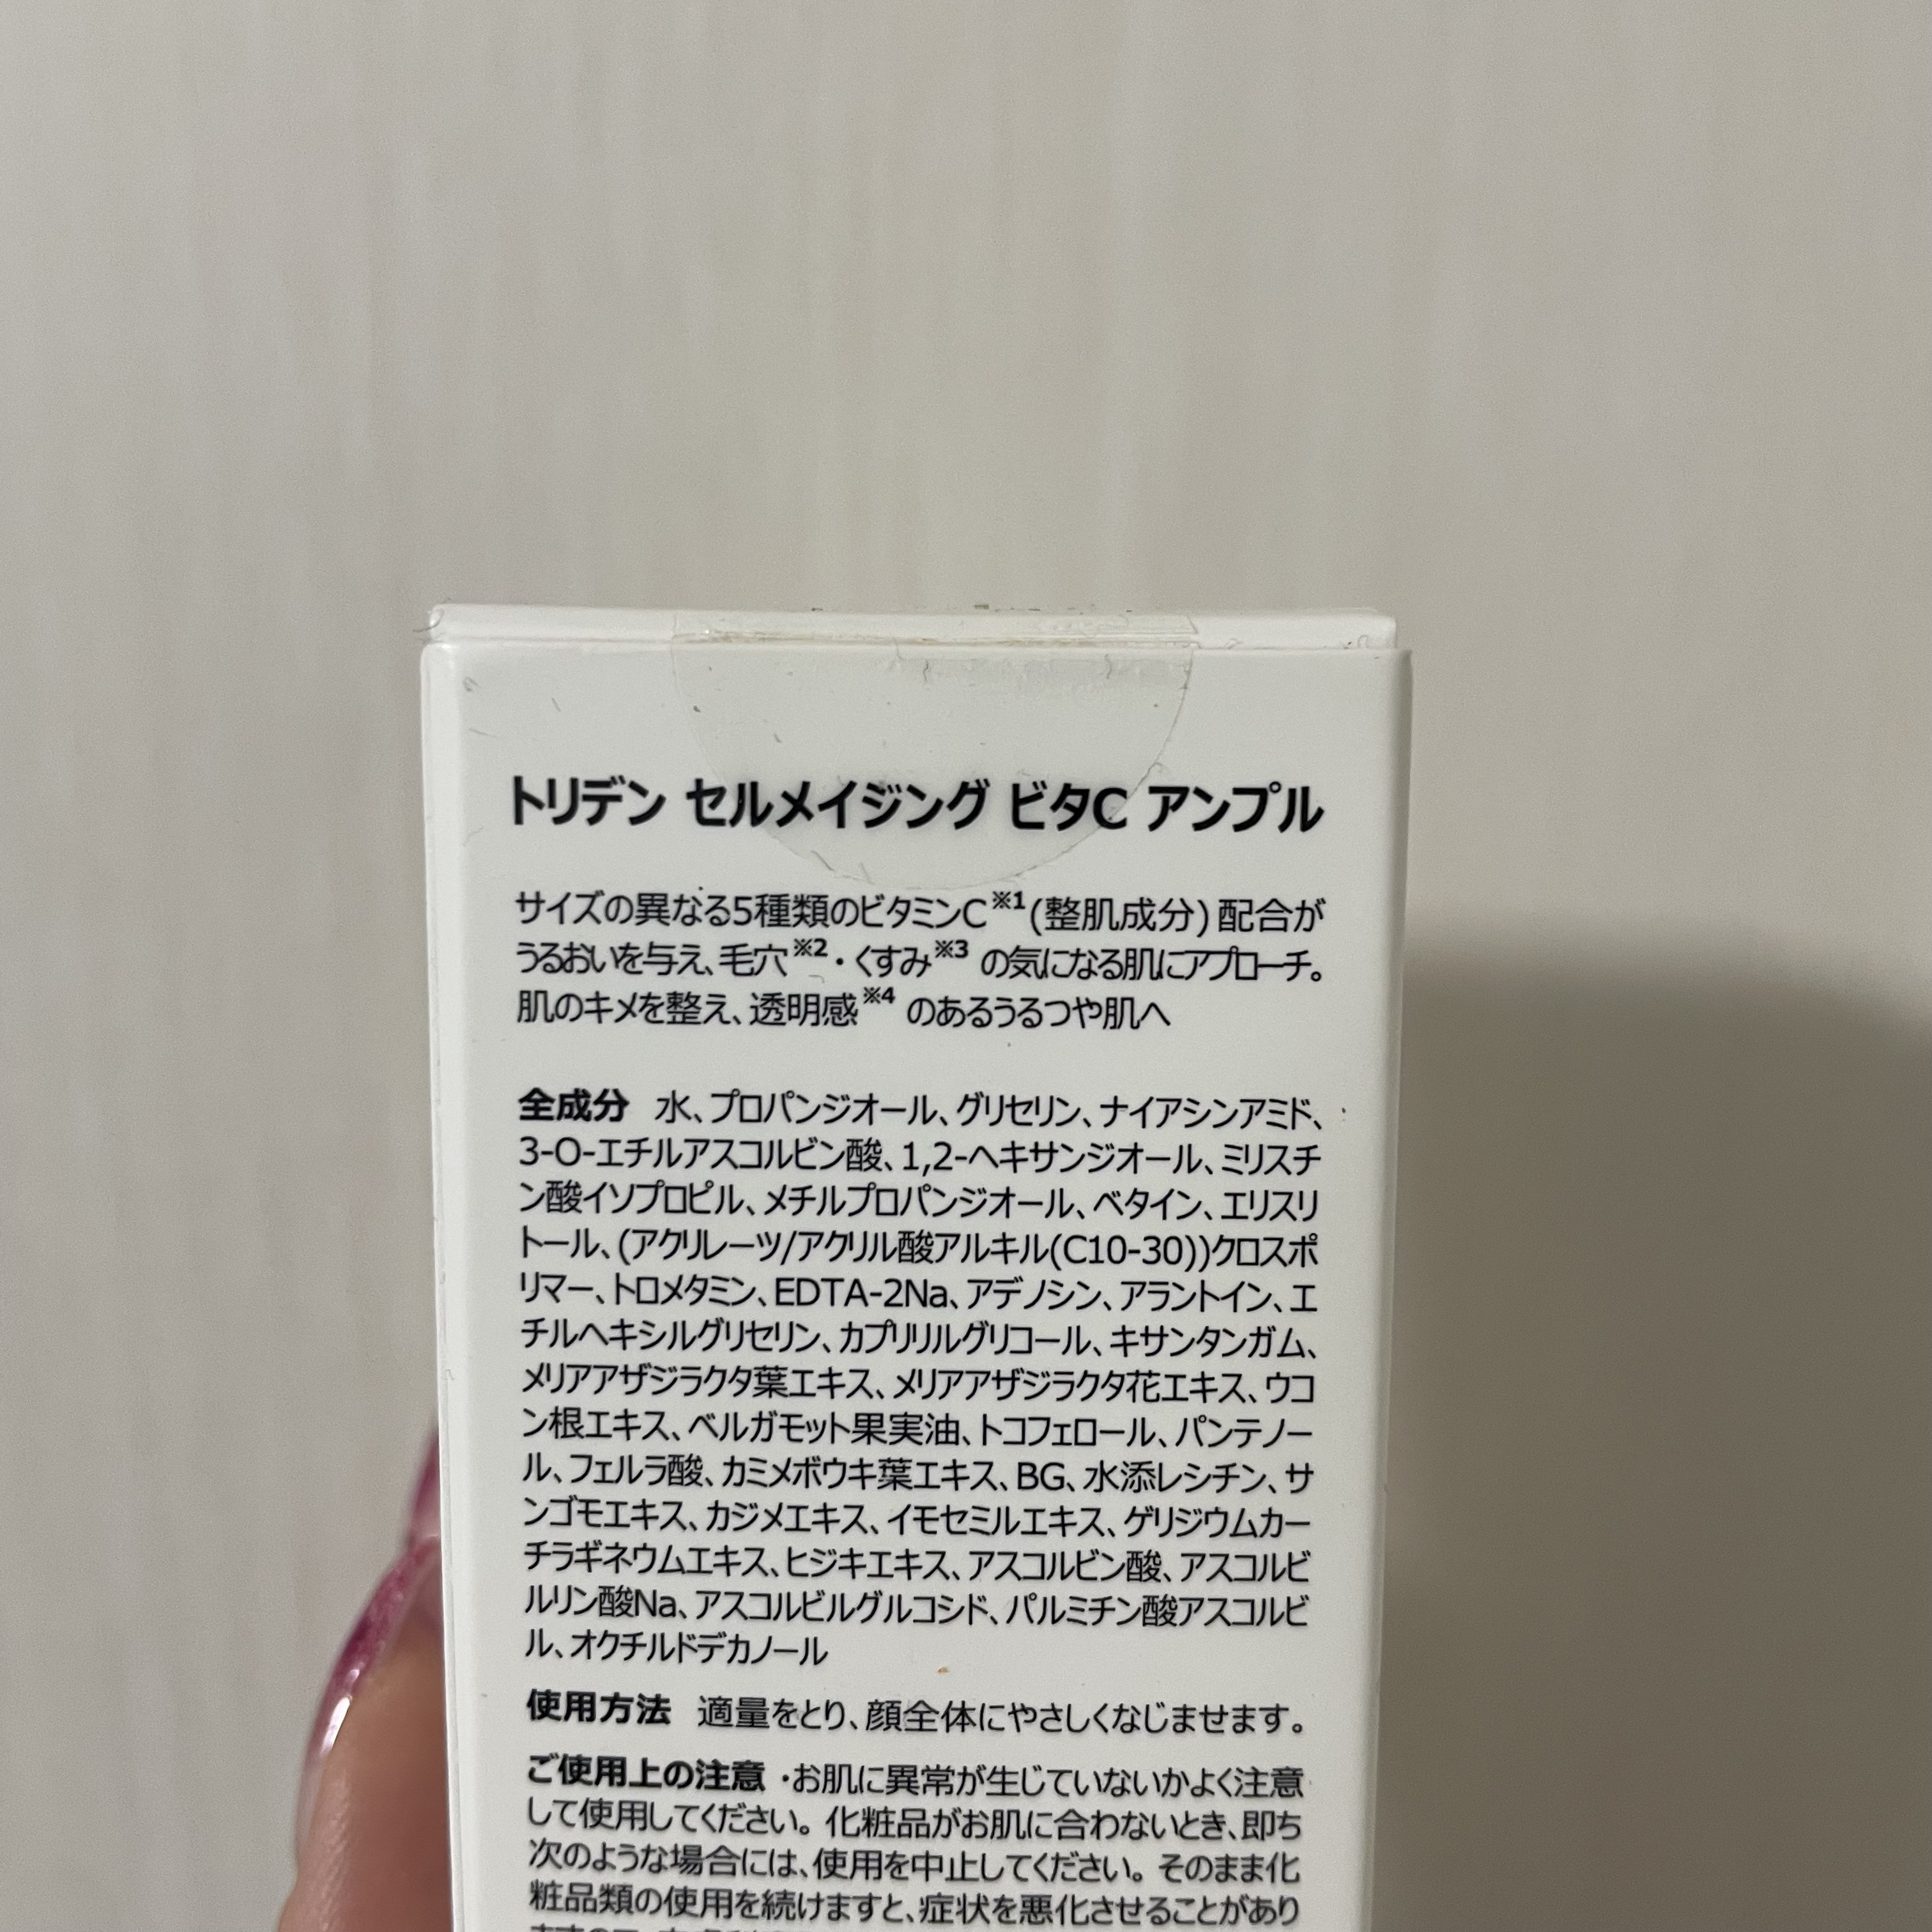 トリデン セルメイジング ビタC アンプル
サイズの異なる5種類のビタミンC※1(整肌成分)配合が
うるおいを与え、毛穴※2・くすみ※3 の気になる肌にアプローチ。
肌のキメを整え、透明感※4 のあるうるつや肌へ
全成分 水、プロパンジオール、グリセリン、ナイアシンアミド、
3-O-エチルアスコルビン酸、1,2-ヘキサンジオール、ミリスチ
ン酸イソプロピル、メチルプロパンジオール、ベタイン、エリスリ
トール、(アクリレーツ/アクリル酸アルキル(C10-30))クロスポ
リマー、トロメタミン、EDTA-2Na、アデノシン、アラントイン、エ
チルヘキシルグリセリン、カプリリルグリコール、キサンタンガム、
メリアアザジラクタ葉エキス、メリアアザジラクタ花エキス、ウコ
ン根エキス、ベルガモット果実油、トコフェロール、パンテノー
ル、フェルラ酸、カミメボウキ葉エキス、BG、水添レシチン、サ
ンゴモエキス、カジメエキス、イモセミルエキス、ゲリジウムカー
チラギネウムエキス、ヒジキエキス、アスコルビン酸、アスコルビ
ルリン酸Na、アスコルビルグルコシド、パルミチン酸アスコルビ
ル、オクチルドデカノール
使用方法 適量をとり、顔全体にやさしくなじませます。
ご使用上の注意 ・お肌に異常が生じていないかよく注意
して使用してください。化粧品がお肌に合わないとき、即ち
次のような場合には、使用を中止してください。そのまま化
粧品類の使用を続けますと、症状を悪化させることがあり